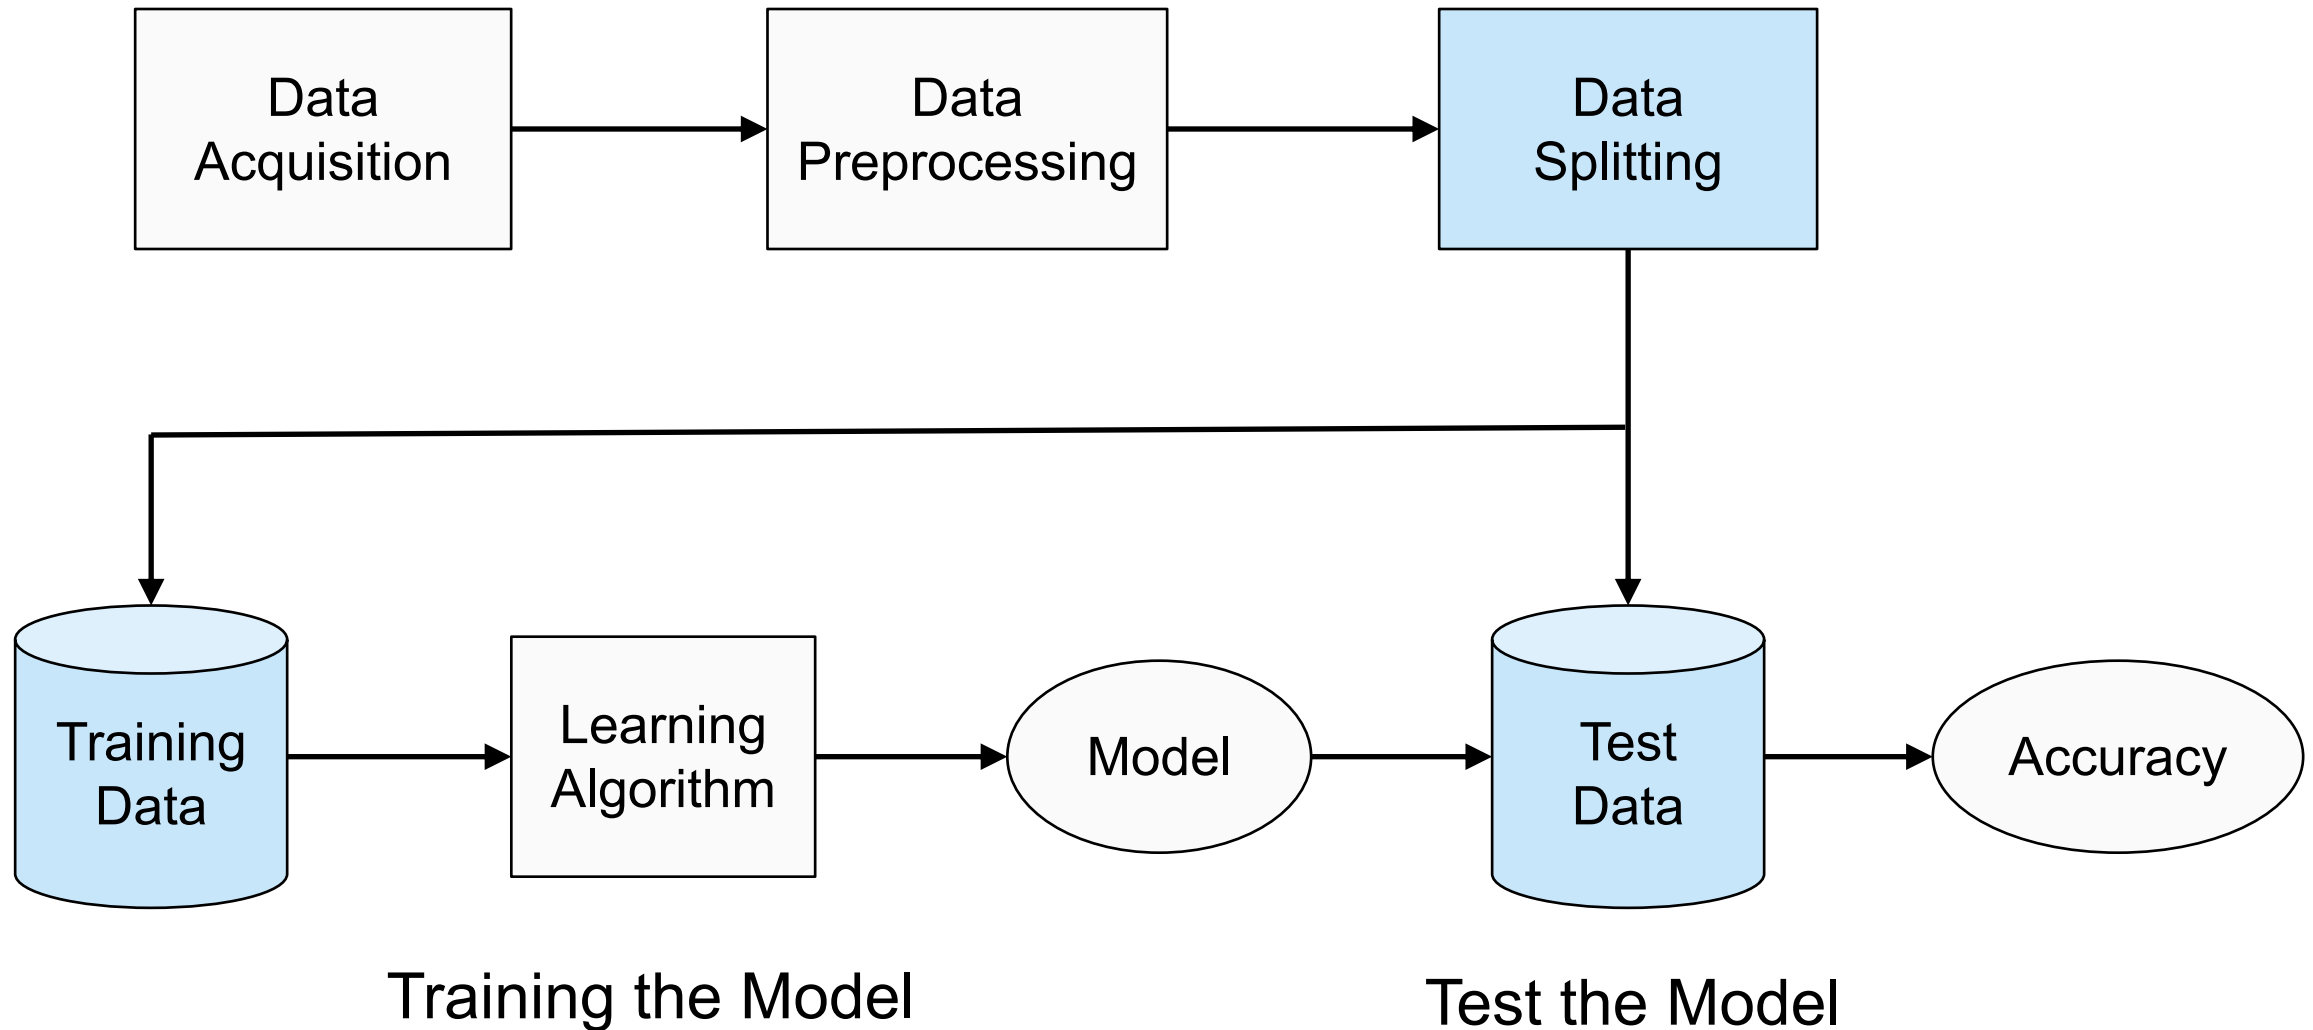 Data
Acquisition
Data
Preprocessing
Data
Splitting
Training
Data
Learning
Algorithm
Model
Test
Data
Accuracy
Training the Model
Test the Model